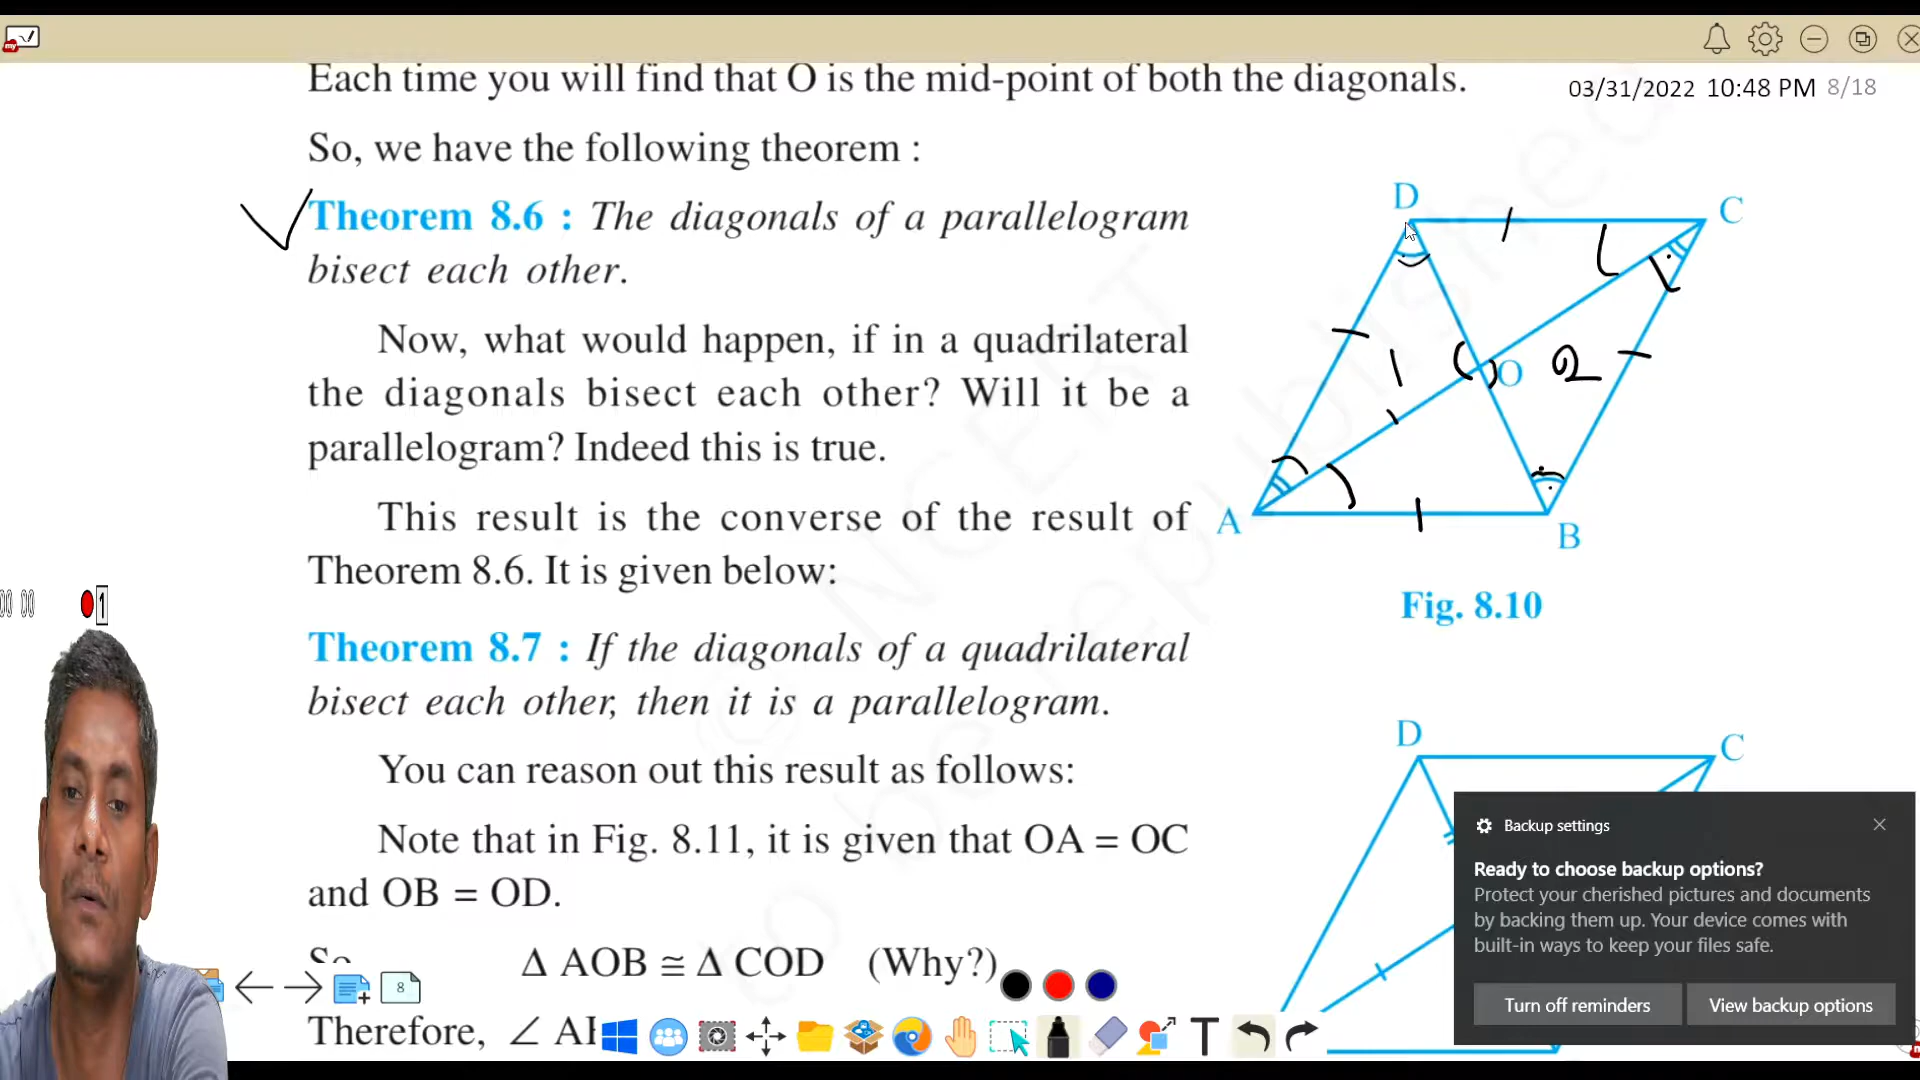 Each time you will find that O is the mid-point of both the diagonals.
03/31/2022 10:48 PM 8/18
So, we have the following theorem :
Theorem 8.6 : The diagonals of a parallelogram
bisect each other.
Now, what would happen, if in a quadrilateral
the diagonals bisect each other? Will it be a
parallelogram? Indeed this is true.
This result is the converse of the result of
Theorem 8.6. It is given below:
Theorem 8.7 : If the diagonals of a quadrilateral
bisect each other, then it is a parallelogram.
You can reason out this result as follows:
Note that in Fig. 8.11, it is given that OA = OC
and OB = OD.
So
Δ AOB ≅ Δ COD (Why?)
Therefore, ∠
D
C
1
O
2
A
B
Fig. 8.10
D
C
Backup settings
Ready to choose backup options?
Protect your cherished pictures and documents
by backing them up. Your device comes with
built-in ways to keep your files safe.
Turn off reminders
View backup options
1
8
T
my
© NCERT